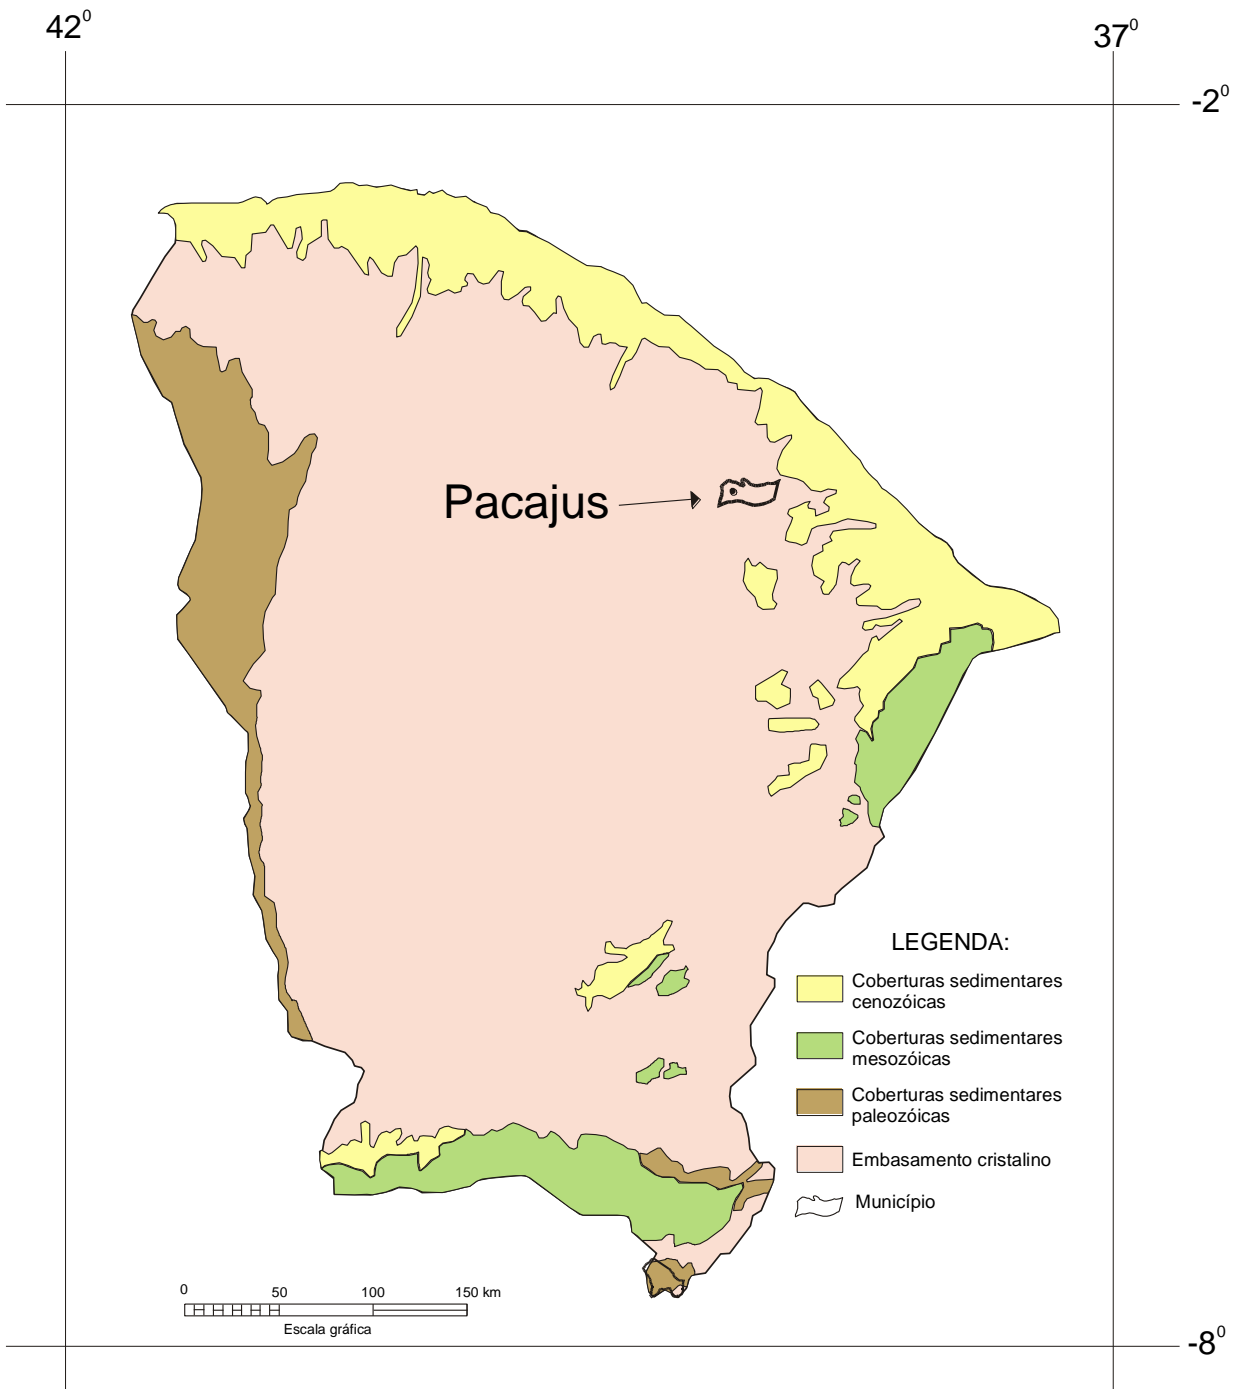 42⁰
37⁰
-2⁰
Pacajus
LEGENDA:
Coberturas sedimentares
cenozóicas
Coberturas sedimentares
mesozóicas
Coberturas sedimentares
paleozóicas
Embasamento cristalino
Município
0 50 100 150 km
Escala gráfica
-8⁰